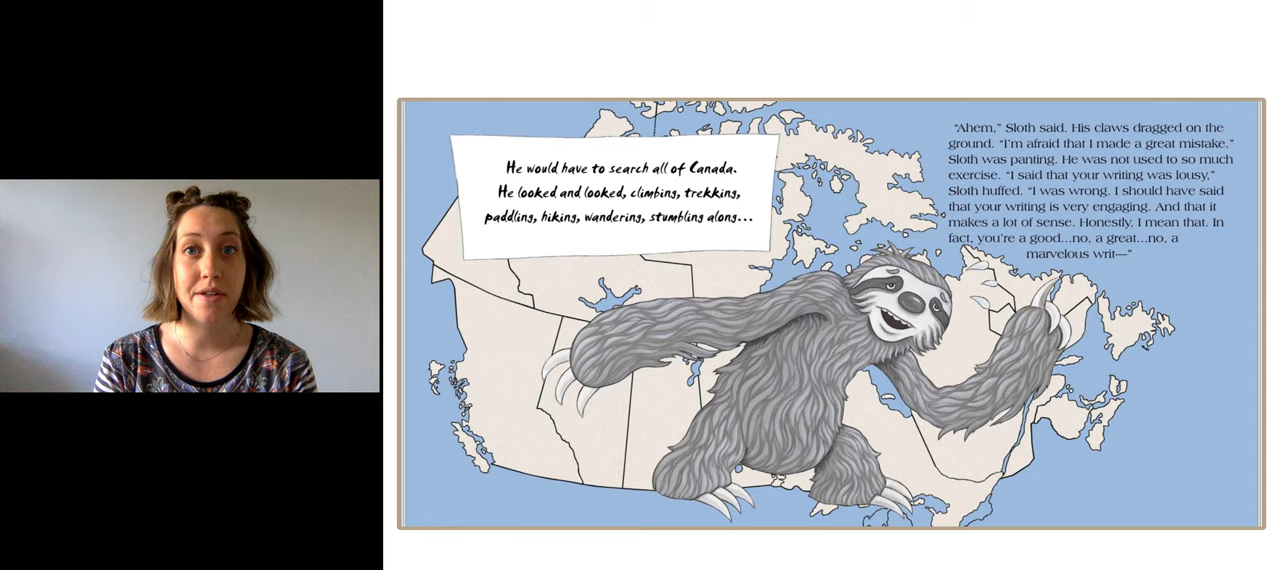 He would have to search all of Canada.
He looked and looked, climbing, trekking,
paddling, hiking, wandering, stumbling along...
“Ahem,” Sloth said. His claws dragged on the
ground. “I’m afraid that I made a great mistake.”
Sloth was panting. He was not used to so much
exercise. “I said that your writing was lousy,”
Sloth huffed. “I was wrong. I should have said
that your writing is very engaging. And that it
makes a lot of sense. Honestly, I mean that. In
fact, you’re a good...no, a great...no, a
marvelous writ—”